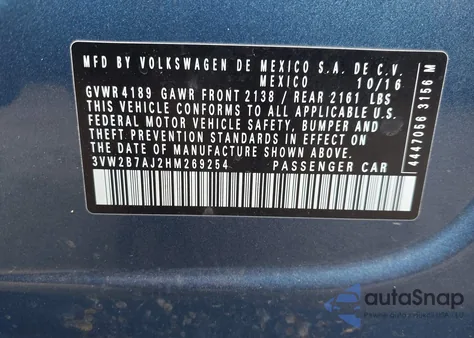 MFD BY VOLKSWAGEN DE MEXICO S.A. DE C.V.
MEXICO 10/16
GVWR 4189 GAWR FRONT 2138 / REAR 2161 LBS
THIS VEHICLE CONFORMS TO ALL APPLICABLE U.S.
FEDERAL MOTOR VEHICLE SAFETY, BUMPER AND
THEFT PREVENTION STANDARDS IN EFFECT ON
THE DATE OF MANUFACTURE SHOWN ABOVE.
3VW2B7AJ2HM269254 PASSENGER CAR
4447056 3156 M
autoSnap